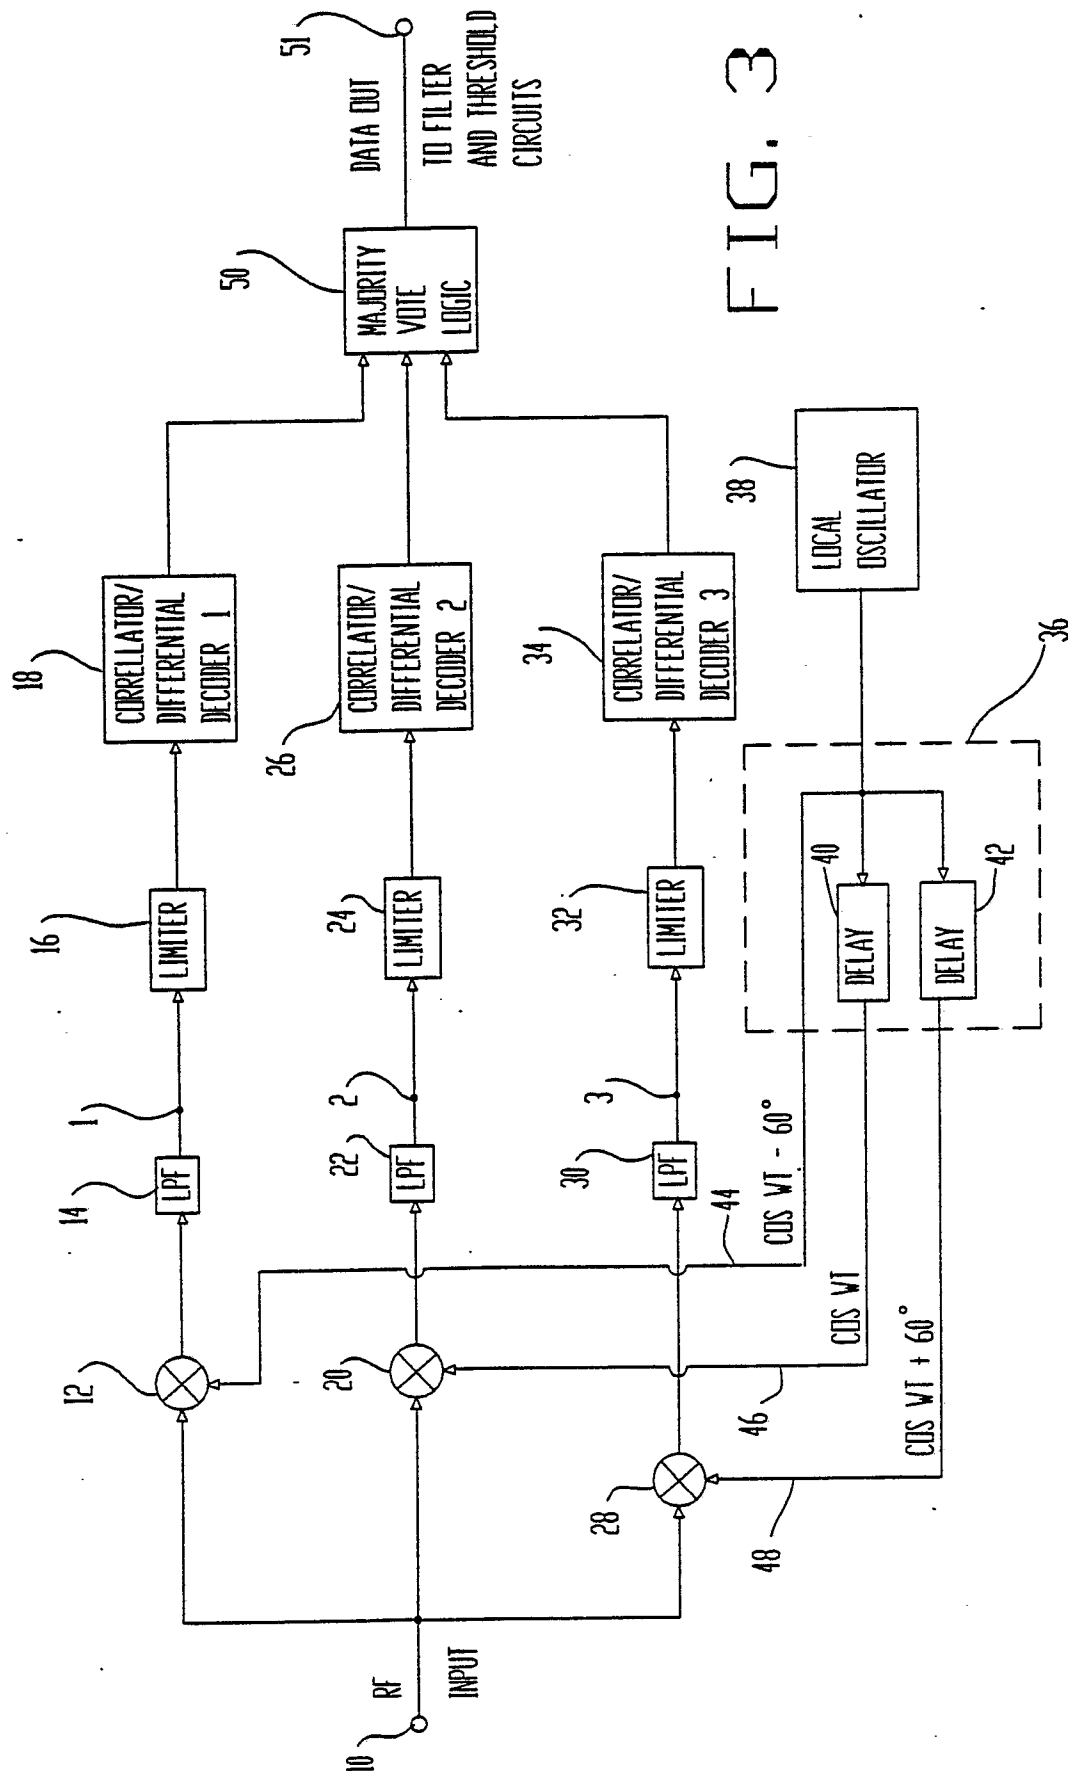 18
CORRELLATOR/
DIFFERENTIAL
DECODER 1
16
LIMITER
1
14
LPF
12
51
DATA OUT
TO FILTER
AND THRESHOLD
CIRCUITS
50
MAJORITY
VOTE
LOGIC
26
CORRELATOR/
DIFFERENTIAL
DECODER 2
24
LIMITER
2
22
LPF
20
RF
INPUT
10
34
CORRELATOR/
DIFFERENTIAL
DECODER 3
32
LIMITER
3
30
LPF
28
44
COS WT - 60°
46
COS WT
48
COS WT + 60°
38
LOCAL
OSCILLATOR
36
40
DELAY
42
DELAY
FIG. 3